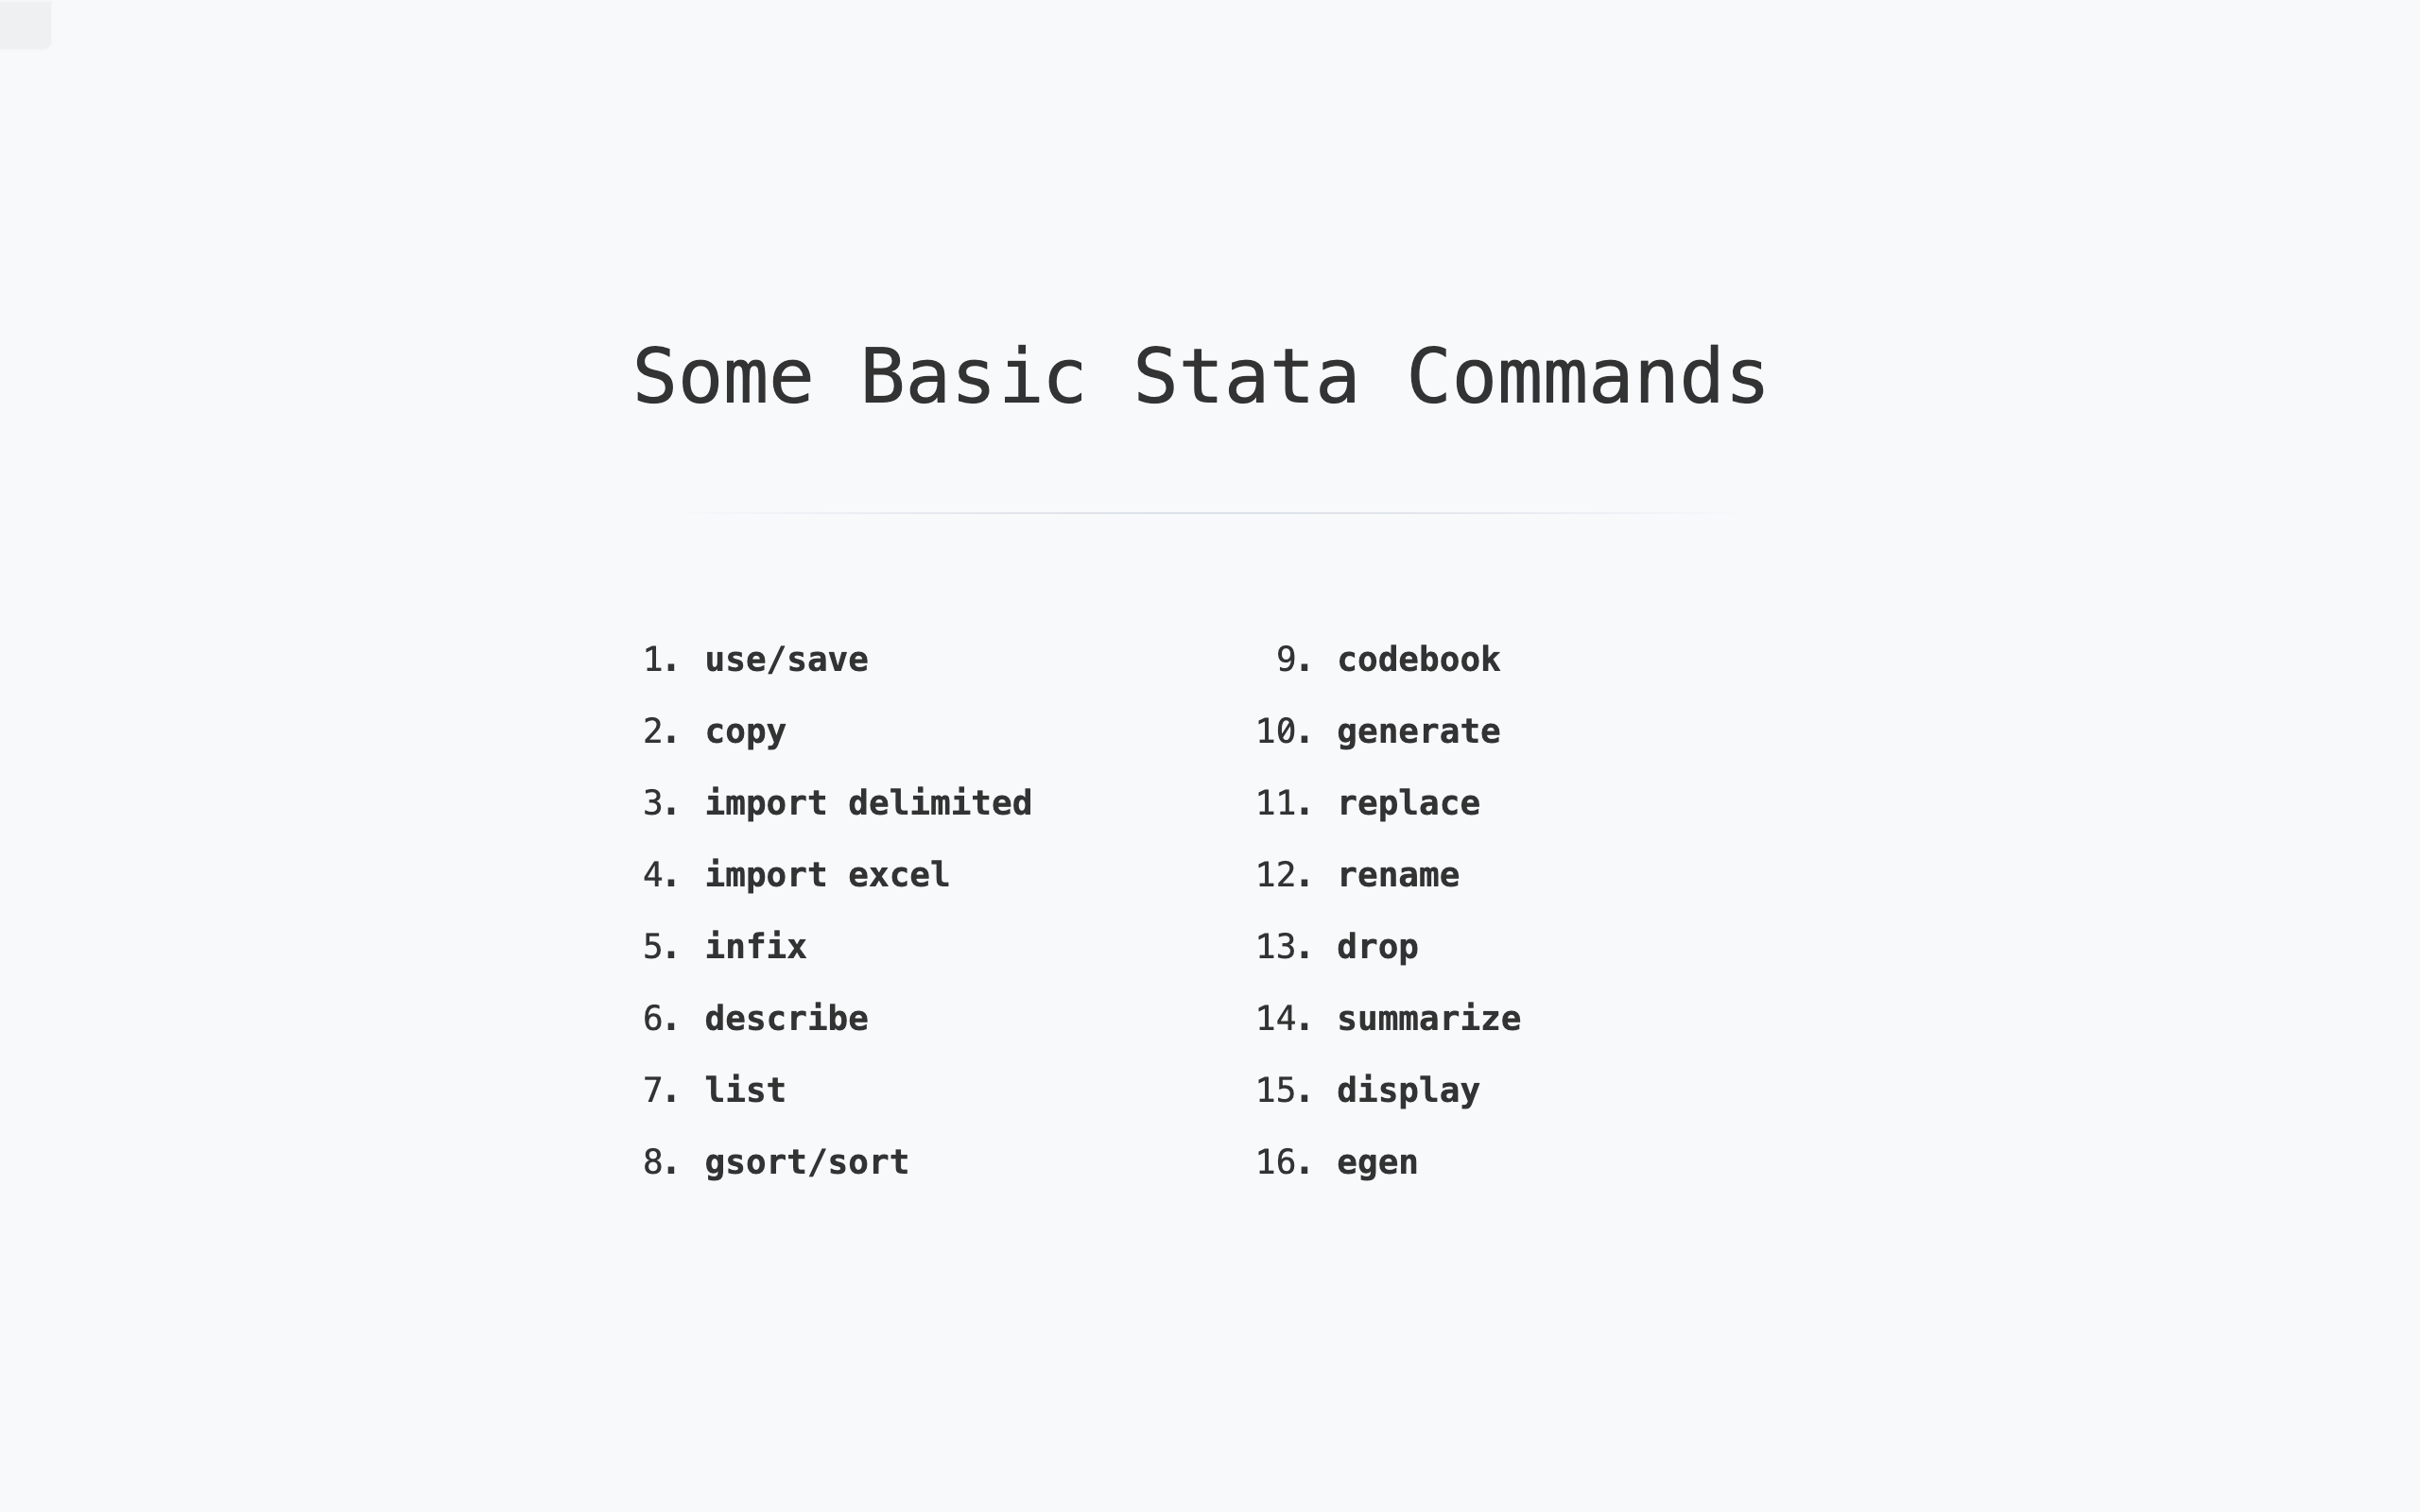 Some Basic Stata Commands
1. use/save
2. copy
3. import delimited
4. import excel
5. infix
6. describe
7. list
8. gsort/sort
9. codebook
10. generate
11. replace
12. rename
13. drop
14. summarize
15. display
16. egen